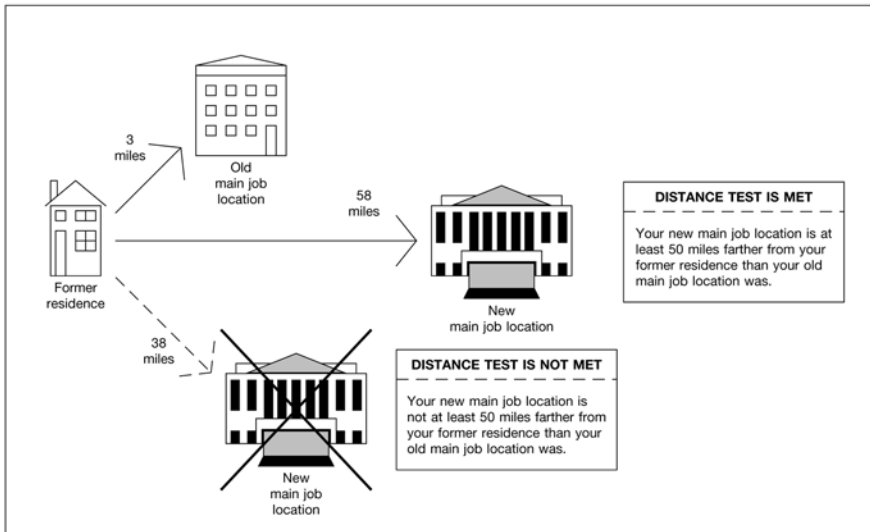 3
miles
Old
main job
location
58
miles
Former
residence
New
main job location
DISTANCE TEST IS MET
Your new main job location is at
least 50 miles farther from your
former residence than your old
main job location was.
38
miles
New
main job
location
DISTANCE TEST IS NOT MET
Your new main job location is
not at least 50 miles farther from
your former residence than your
old main job location was.